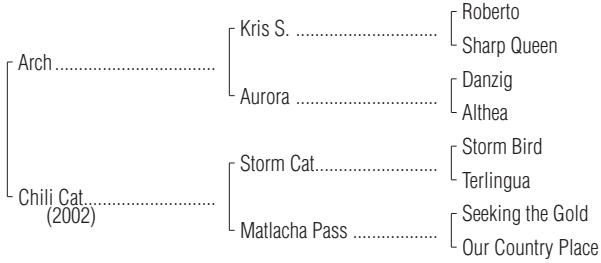 Roberto
Kris S. ..................................
Sharp Queen
Arch ..................................
Danzig
Aurora ..................................
Althea
Storm Bird
Storm Cat..................................
Terlingua
Chili Cat..................................
(2002)
Seeking the Gold
Matlacha Pass ....................
Our Country Place